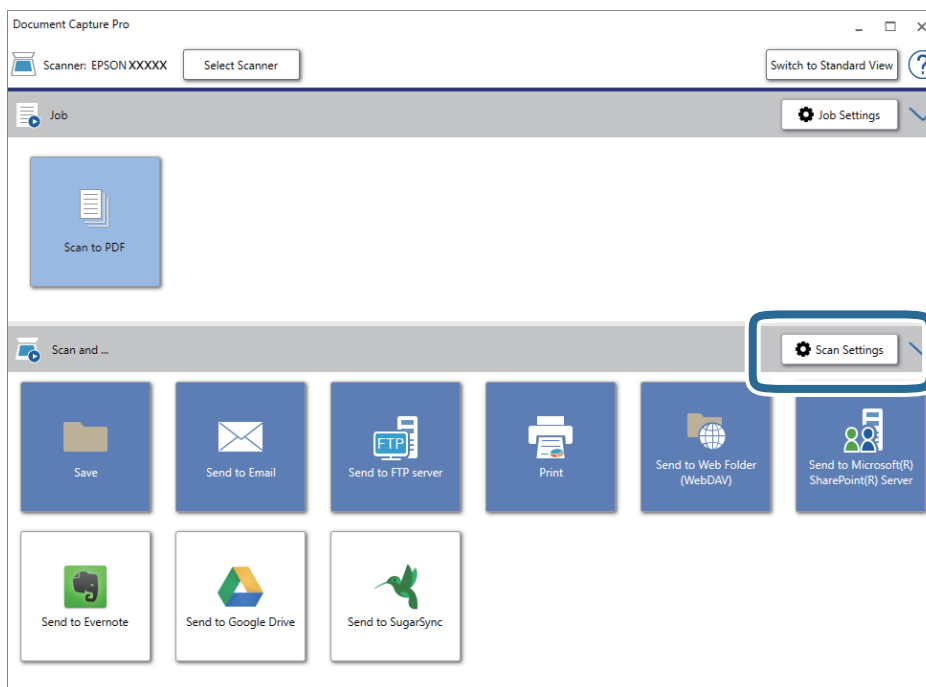 Document Capture Pro
Scanner: EPSON XXXXX
Select Scanner
Switch to Standard View
?
Job
Job Settings
Scan to PDF
Scan and ...
Scan Settings
Save
Send to Email
FTP
Send to FTP server
Print
Send to Web Folder
(WebDAV)
Send to Microsoft(R)
SharePoint(R) Server
Send to Evernote
Send to Google Drive
Send to SugarSync